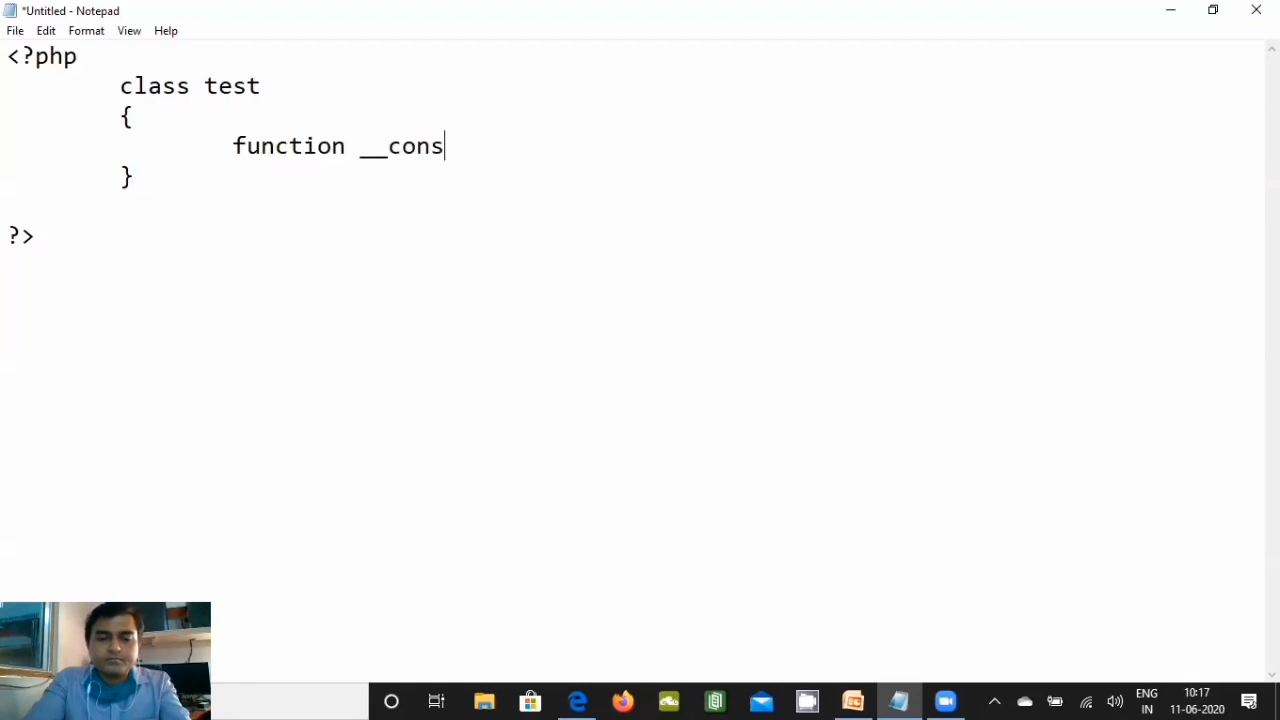 *Untitled - Notepad
File Edit Format View Help
<?php
class test
{
function __cons
}
?>
ENG
IN
10:17
11-06-2020